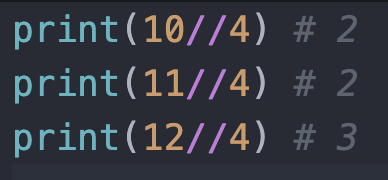 print(10//4) # 2
print(11//4) # 2
print(12//4) # 3